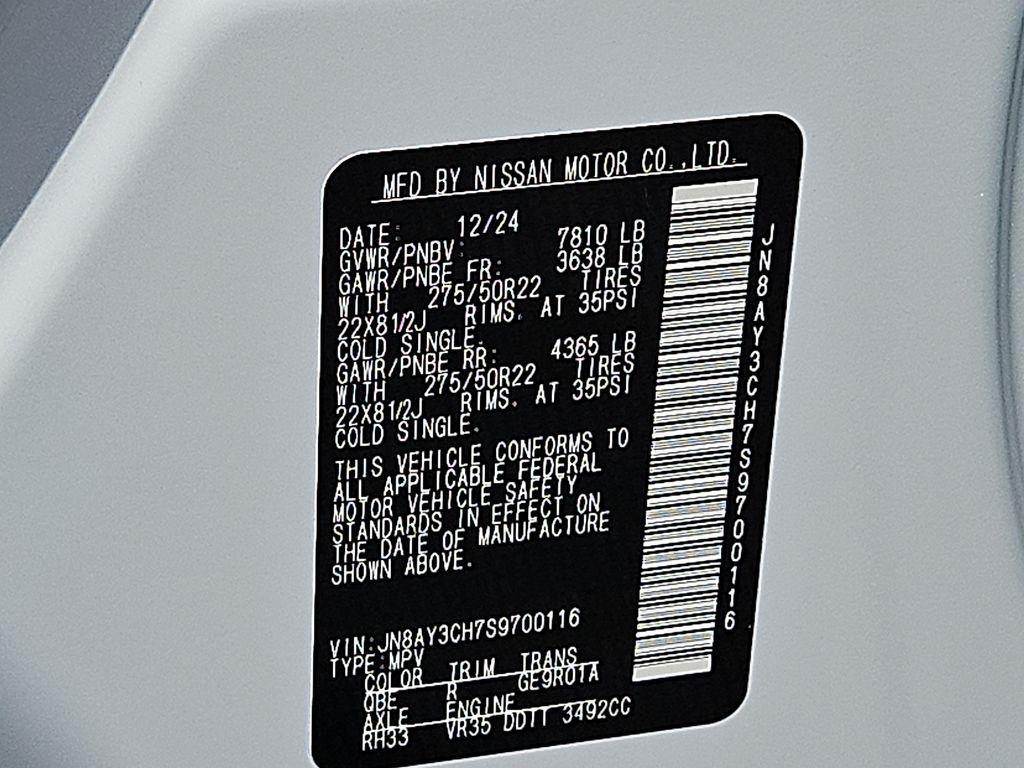 MFD BY NISSAN MOTOR CO.,LTD.
DATE: 12/24
GVWR/PNBV: 7810 LB
GAWR/PNBE FR: 3638 LB
WITH 275/50R22 TIRES
22X81/2J RIMS. AT 35PSI
COLD SINGLE.
GAWR/PNBE RR: 4365 LB
WITH 275/50R22 TIRES
22X81/2J RIMS. AT 35PSI
COLD SINGLE.
THIS VEHICLE CONFORMS TO
ALL APPLICABLE FEDERAL
MOTOR VEHICLE SAFETY
STANDARDS IN EFFECT ON
THE DATE OF MANUFACTURE
SHOWN ABOVE.
VIN:JN8AY3CH7S9700116
TYPE:MPV
COLOR TRIM TRANS
QBE R GE9R01A
AXLE ENGINE
RH33 VR35 DDTT 3492CC
JN8AY3CH7S9700116